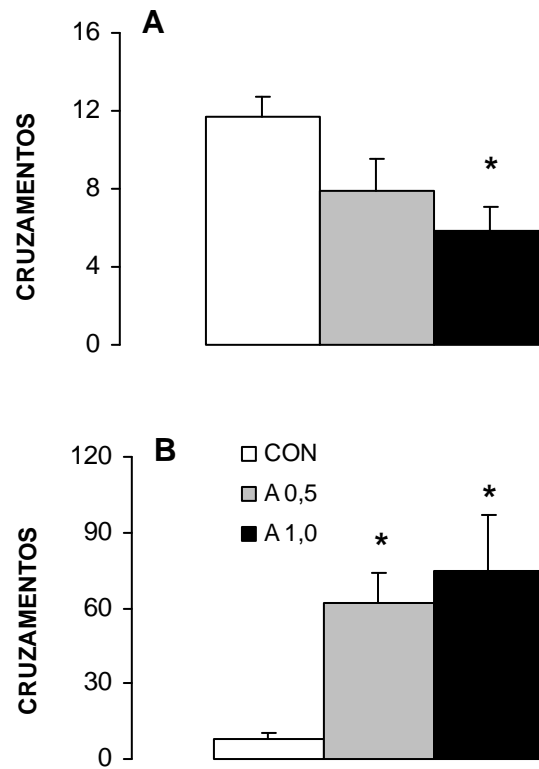 A
16
12
8
4
0
CRUZAMENTOS
*
B
120
90
60
30
0
CRUZAMENTOS
CON
A 0,5
A 1,0
*
*